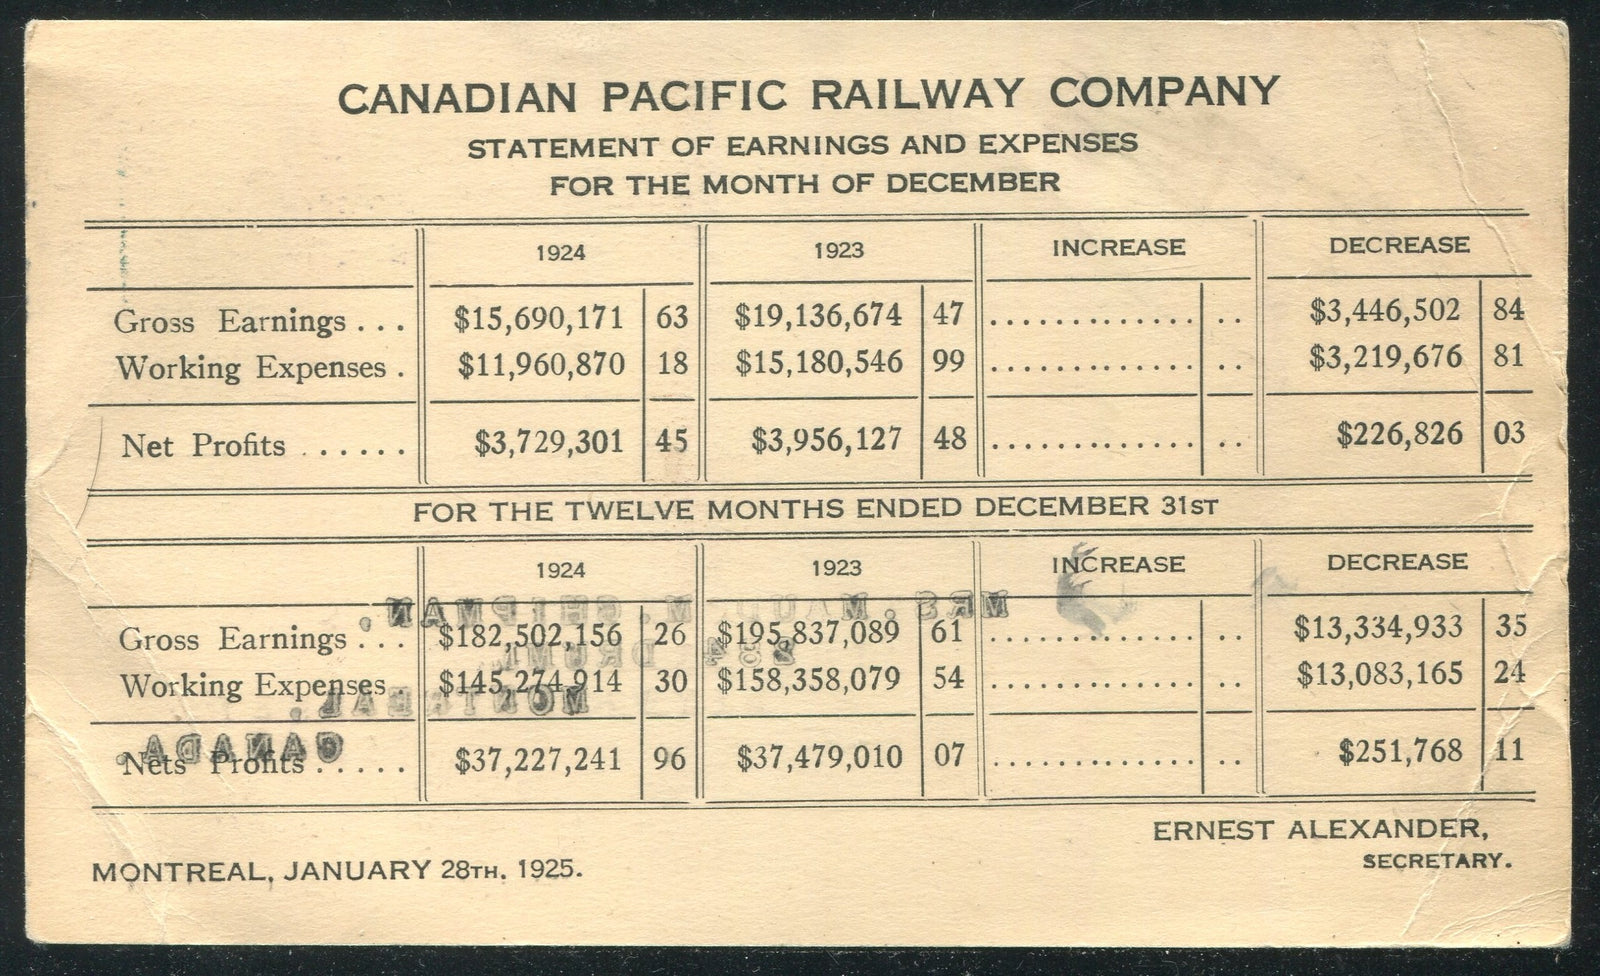 CANADIAN PACIFIC RAILWAY COMPANY
STATEMENT OF EARNINGS AND EXPENSES
FOR THE MONTH OF DECEMBER
1924 1923 INCREASE DECREASE
Gross Earnings . . . $15,690,171 63 $19,136,674 47 ............. .. $3,446,502 84
Working Expenses . $11,960,870 18 $15,180,546 99 ............. .. $3,219,676 81
Net Profits . . . . . . $3,729,301 45 $3,956,127 48 ............. .. $226,826 03
FOR THE TWELVE MONTHS ENDED DECEMBER 31ST
1924 1923 INCREASE DECREASE
MRS. MAUD M. CHIPMAN.
Gross Earnings . . . $182,502,156 26 $195,837,089 61 ............. .. $13,334,933 35
Working Expenses . $145,274,914 30 $158,358,079 54 ............. .. $13,083,165 24
MONTREAL.
CANADA.
Nets Profits . . . . . $37,227,241 96 $37,479,010 07 ............. .. $251,768 11
ERNEST ALEXANDER,
SECRETARY.
MONTREAL, JANUARY 28TH. 1925.